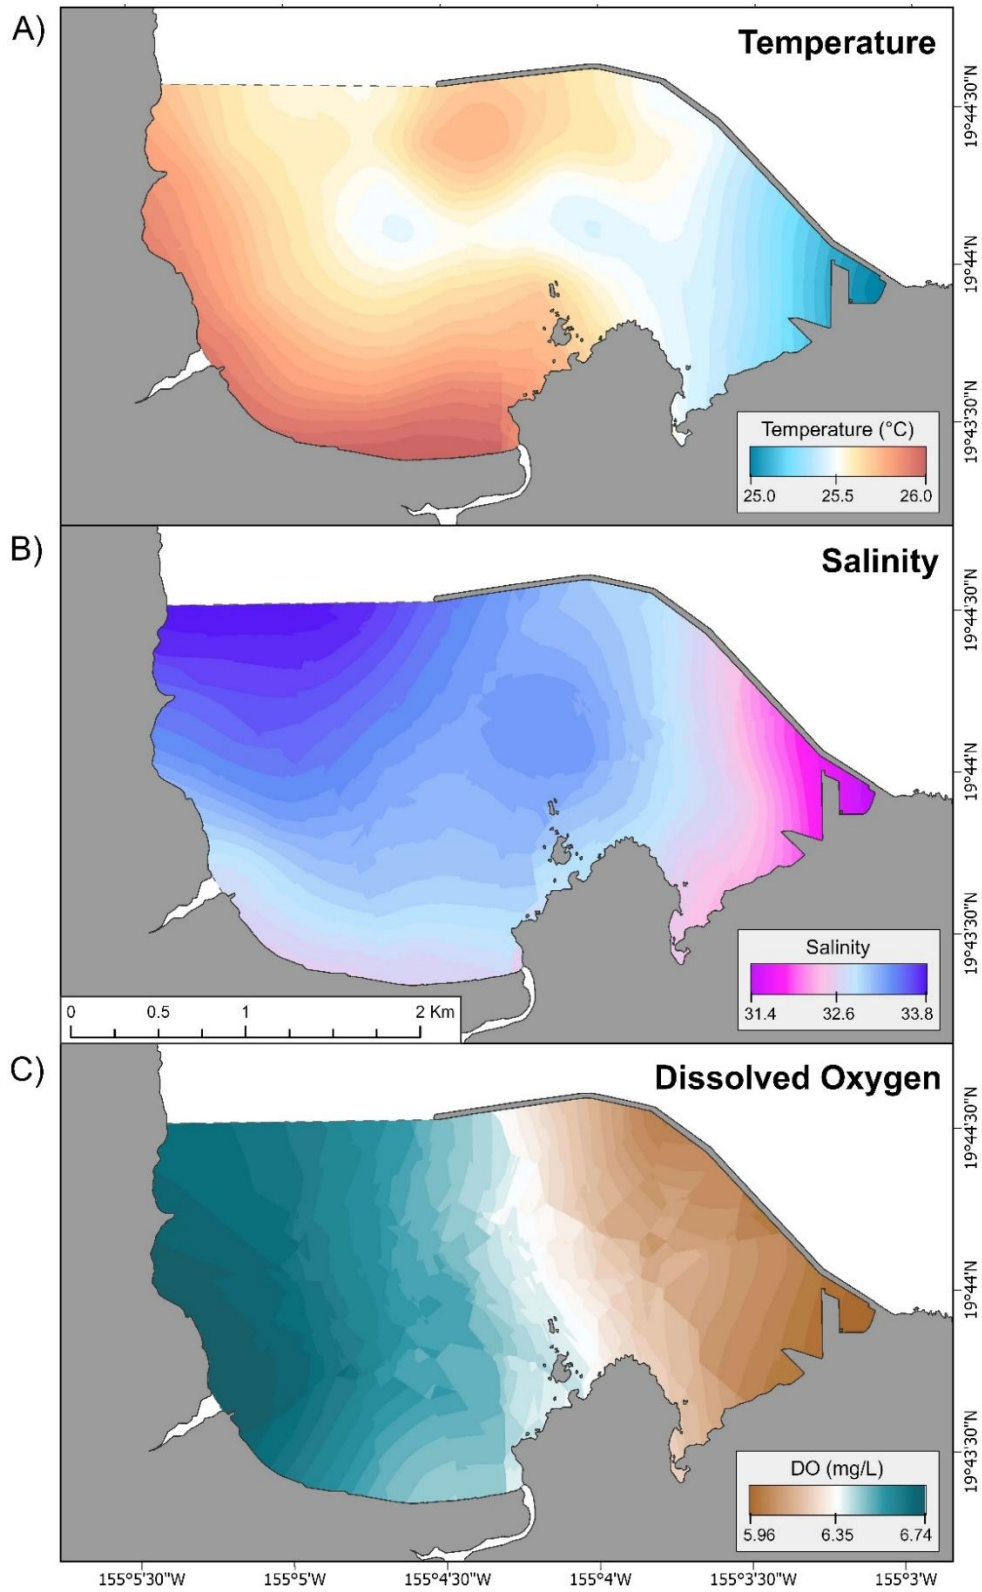 A)
Temperature
19°44'30"N
19°44'N
19°43'30"N
Temperature (°C)
25.0 25.5 26.0
B)
Salinity
19°44'30"N
19°44'N
19°43'30"N
Salinity
31.4 32.6 33.8
0 0.5 1 2 Km
C)
Dissolved Oxygen
19°44'30"N
19°44'N
19°43'30"N
DO (mg/L)
5.96 6.35 6.74
155°5'30"W 155°5'W 155°4'30"W 155°4'W 155°3'30"W 155°3'W